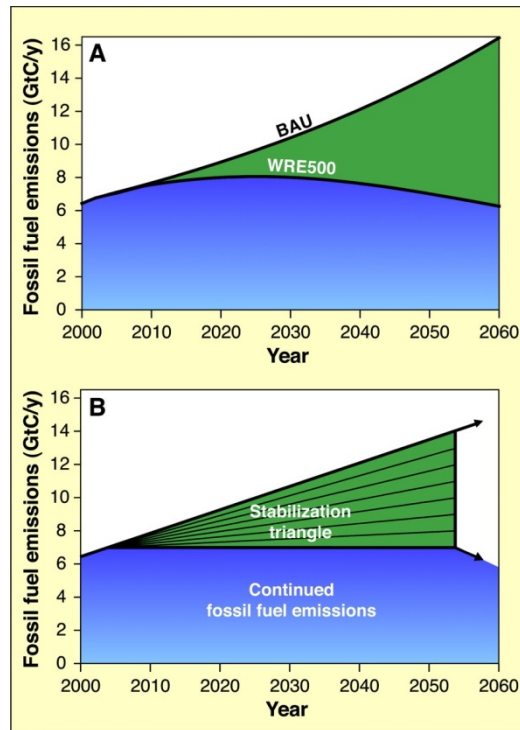 A
Fossil fuel emissions (GtC/y)
16
14
12
10
8
6
4
2
0
BAU
WRE500
2000 2010 2020 2030 2040 2050 2060
Year
B
Fossil fuel emissions (GtC/y)
16
14
12
10
8
6
4
2
0
Stabilization
triangle
Continued
fossil fuel emissions
2000 2010 2020 2030 2040 2050 2060
Year